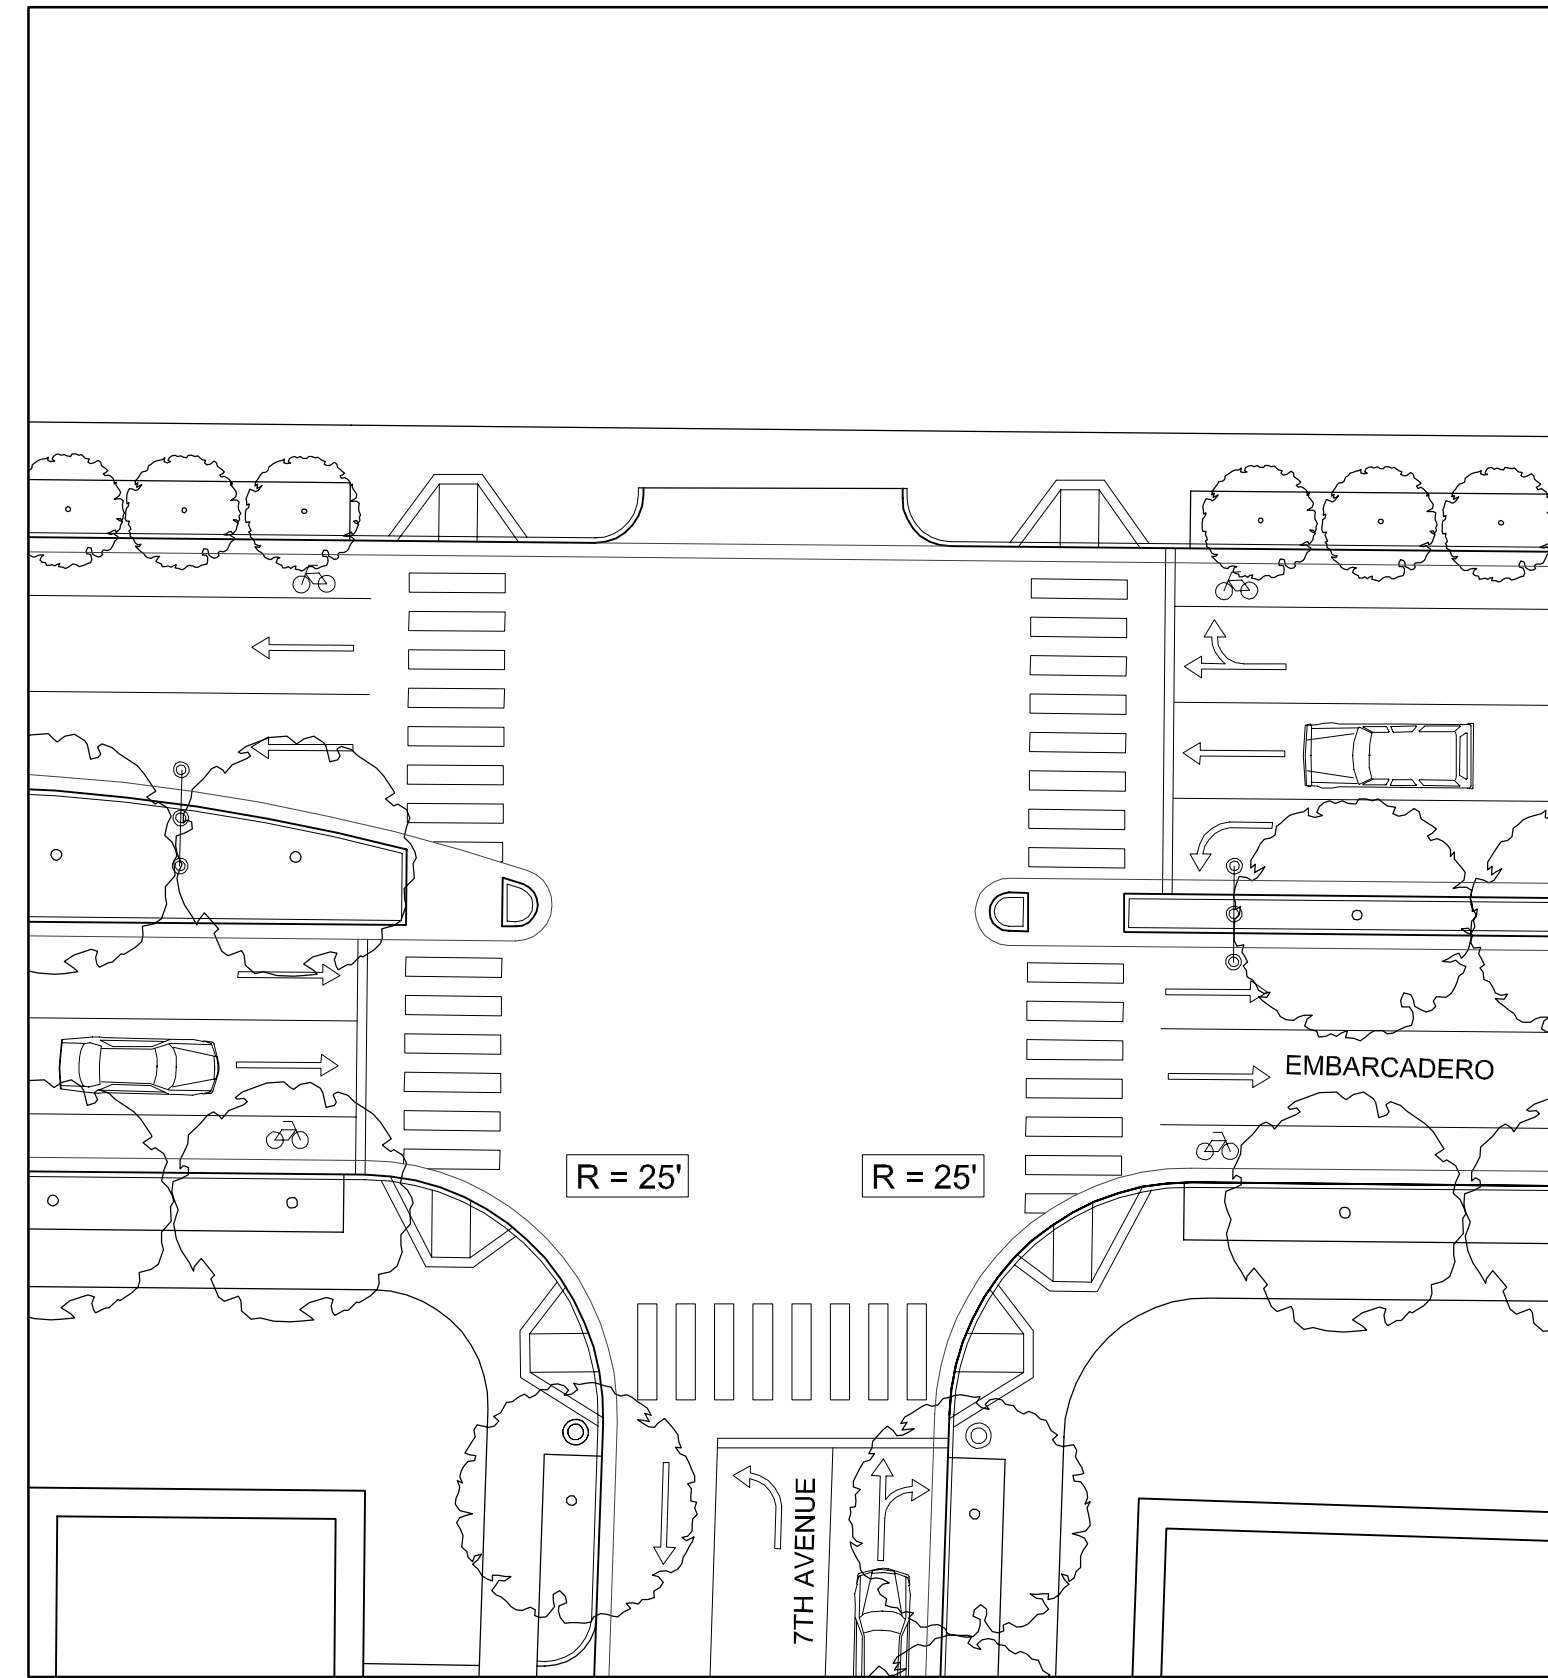 EMBARCADERO
R = 25'
R = 25'
7TH AVENUE